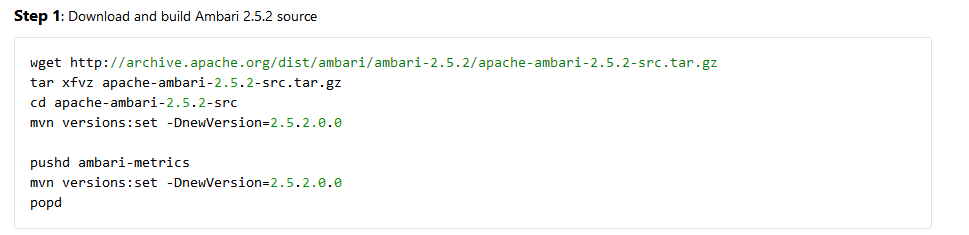 Step 1: Download and build Ambari 2.5.2 source
wget http://archive.apache.org/dist/ambari/ambari-2.5.2/apache-ambari-2.5.2-src.tar.gz
tar xfvz apache-ambari-2.5.2-src.tar.gz
cd apache-ambari-2.5.2-src
mvn versions:set -DnewVersion=2.5.2.0.0
pushd ambari-metrics
mvn versions:set -DnewVersion=2.5.2.0.0
popd